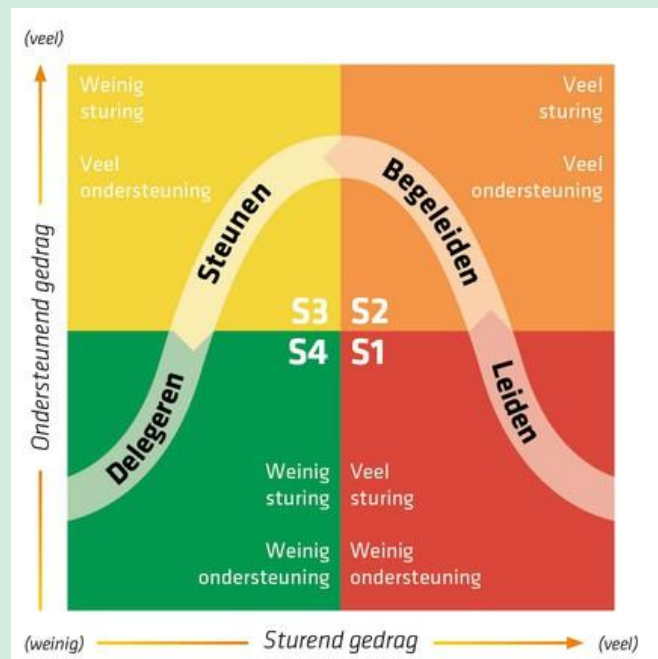 (veel)
Weinig
sturing
Veel
ondersteuning
Veel
sturing
Veel
ondersteuning
Steunen
Begeleiden
S3 S2
S4 S1
Delegeren
Leiden
Weinig
sturing
Weinig
ondersteuning
Veel
sturing
Weinig
ondersteuning
Ondersteunend gedrag
(weinig)
Sturend gedrag
(veel)